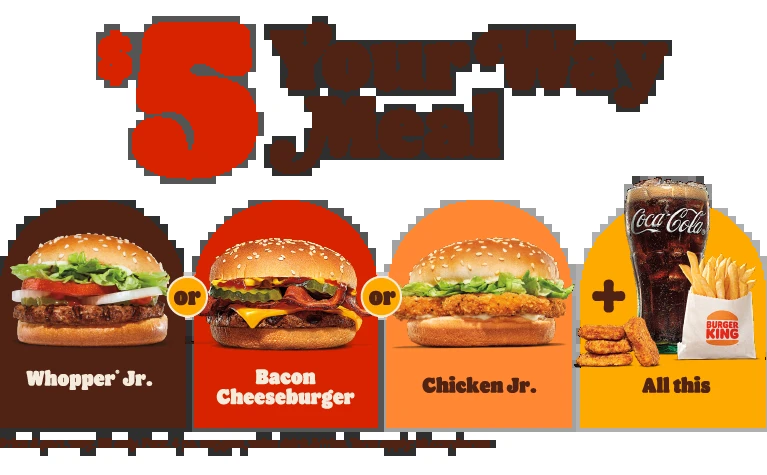 $5 Your Way
Meal
or
or
+
Coca-Cola
BURGER
KING
Whopper® Jr.
Bacon
Cheeseburger
Chicken Jr.
All this